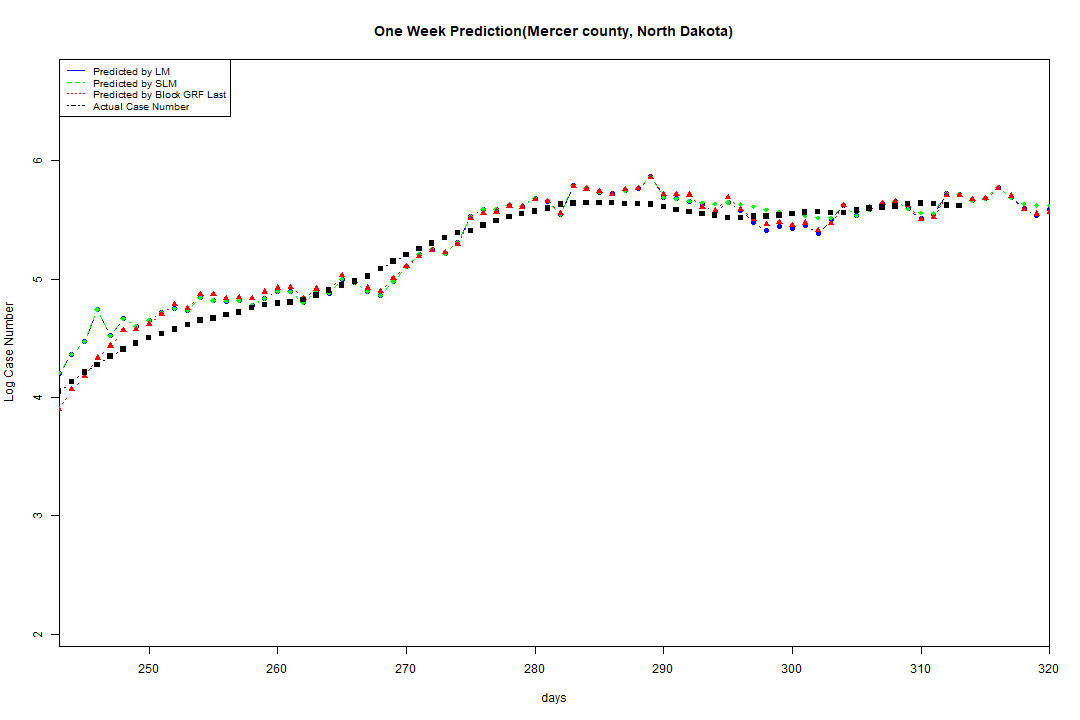 One Week Prediction(Mercer county, North Dakota)
Predicted by LM
Predicted by SLM
Predicted by Block GRF Last
Actual Case Number
6
5
4
3
2
Log Case Number
250 260 270 280 290 300 310 320
days